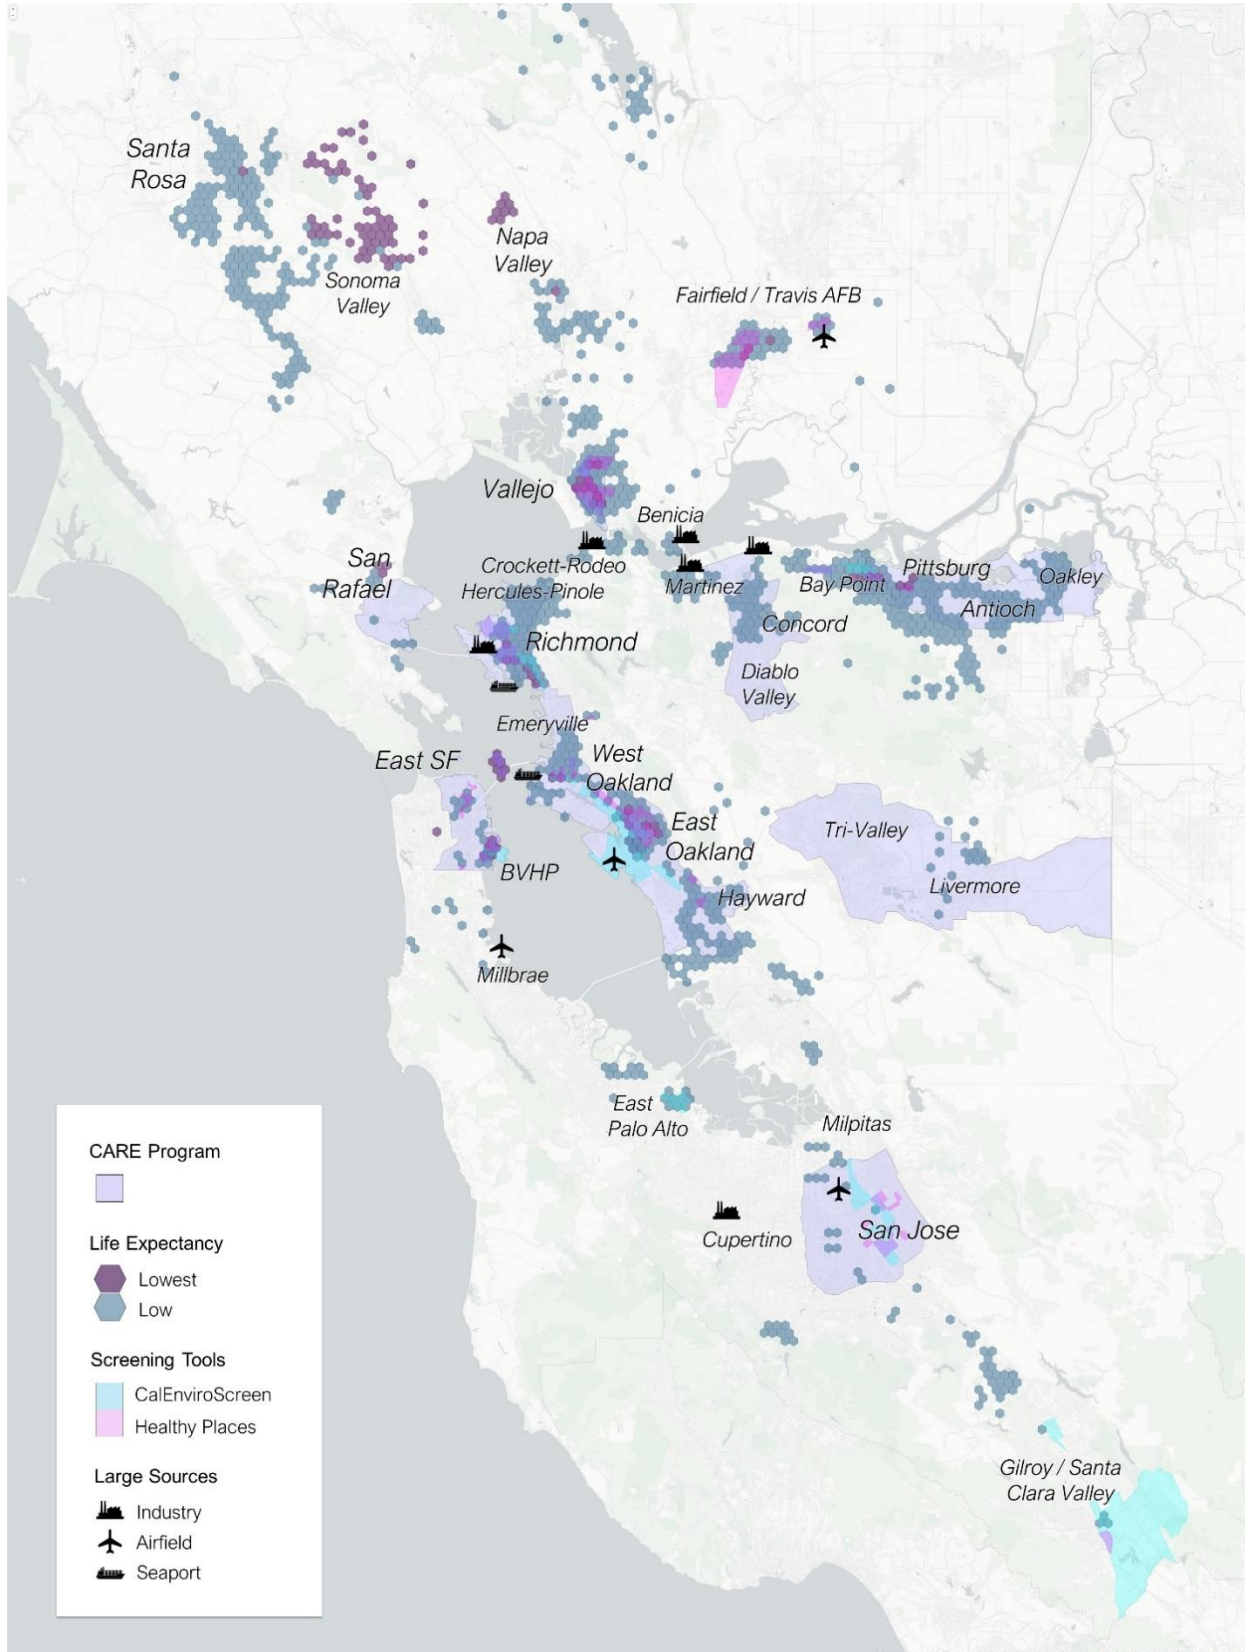 Santa
Rosa
Sonoma
Valley
Napa
Valley
Fairfield / Travis AFB
Vallejo
Benicia
Crockett-Rodeo
Hercules-Pinole
Martinez
San
Rafael
Richmond
Bay Point
Pittsburg
Oakley
Antioch
Concord
Diablo
Valley
Emeryville
East SF
West
Oakland
East
Oakland
BVHP
Hayward
Tri-Valley
Livermore
Millbrae
East
Palo Alto
Milpitas
San Jose
Cupertino
Gilroy / Santa
Clara Valley
CARE Program
Life Expectancy
Lowest
Low
Screening Tools
CalEnviroScreen
Healthy Places
Large Sources
Industry
Airfield
Seaport